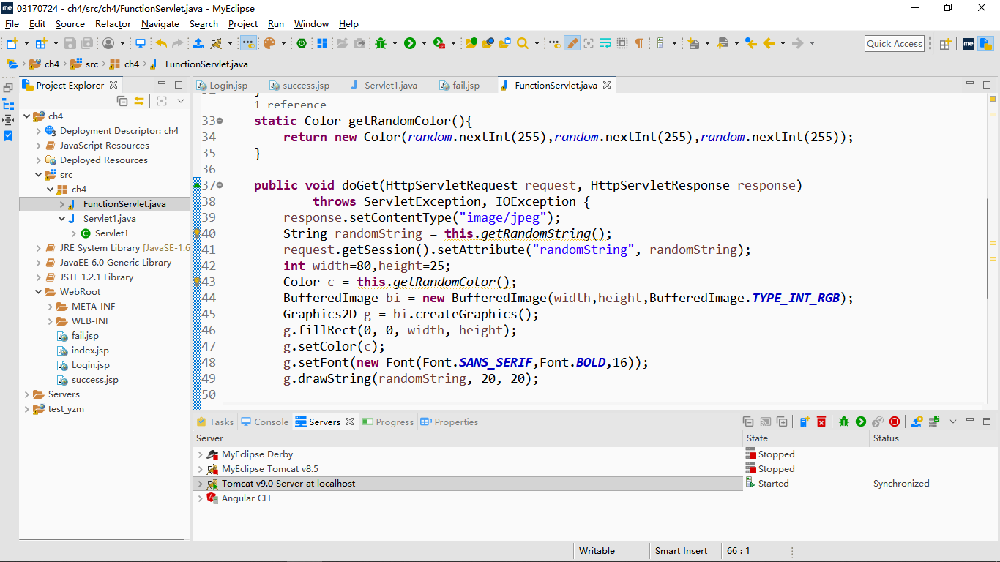 03170724 - ch4/src/ch4/FunctionServlet.java - MyEclipse
File Edit Source Refactor Navigate Search Project Run Window Help
Quick Access
ch4 src ch4 FunctionServlet.java
Project Explorer
ch4
Deployment Descriptor: ch4
JavaScript Resources
Deployed Resources
src
ch4
FunctionServlet.java
Servlet1.java
Servlet1
JRE System Library [JavaSE-1.6
JavaEE 6.0 Generic Library
JSTL 1.2.1 Library
WebRoot
META-INF
WEB-INF
fail.jsp
index.jsp
Login.jsp
success.jsp
Servers
test_yzm
Login.jsp success.jsp Servlet1.java fail.jsp FunctionServlet.java
1 reference
33 static Color getRandomColor(){
34 return new Color(random.nextInt(255),random.nextInt(255),random.nextInt(255));
35 }
36
37 public void doGet(HttpServletRequest request, HttpServletResponse response)
38 throws ServletException, IOException {
39 response.setContentType("image/jpeg");
40 String randomString = this.getRandomString();
41 request.getSession().setAttribute("randomString", randomString);
42 int width=80,height=25;
43 Color c = this.getRandomColor();
44 BufferedImage bi = new BufferedImage(width,height,BufferedImage.TYPE_INT_RGB);
45 Graphics2D g = bi.createGraphics();
46 g.fillRect(0, 0, width, height);
47 g.setColor(c);
48 g.setFont(new Font(Font.SANS_SERIF,Font.BOLD,16));
49 g.drawString(randomString, 20, 20);
50
Tasks Console Servers Progress Properties
Server State Status
MyEclipse Derby Stopped
MyEclipse Tomcat v8.5 Stopped
Tomcat v9.0 Server at localhost Started Synchronized
Angular CLI
Writable Smart Insert 66 : 1